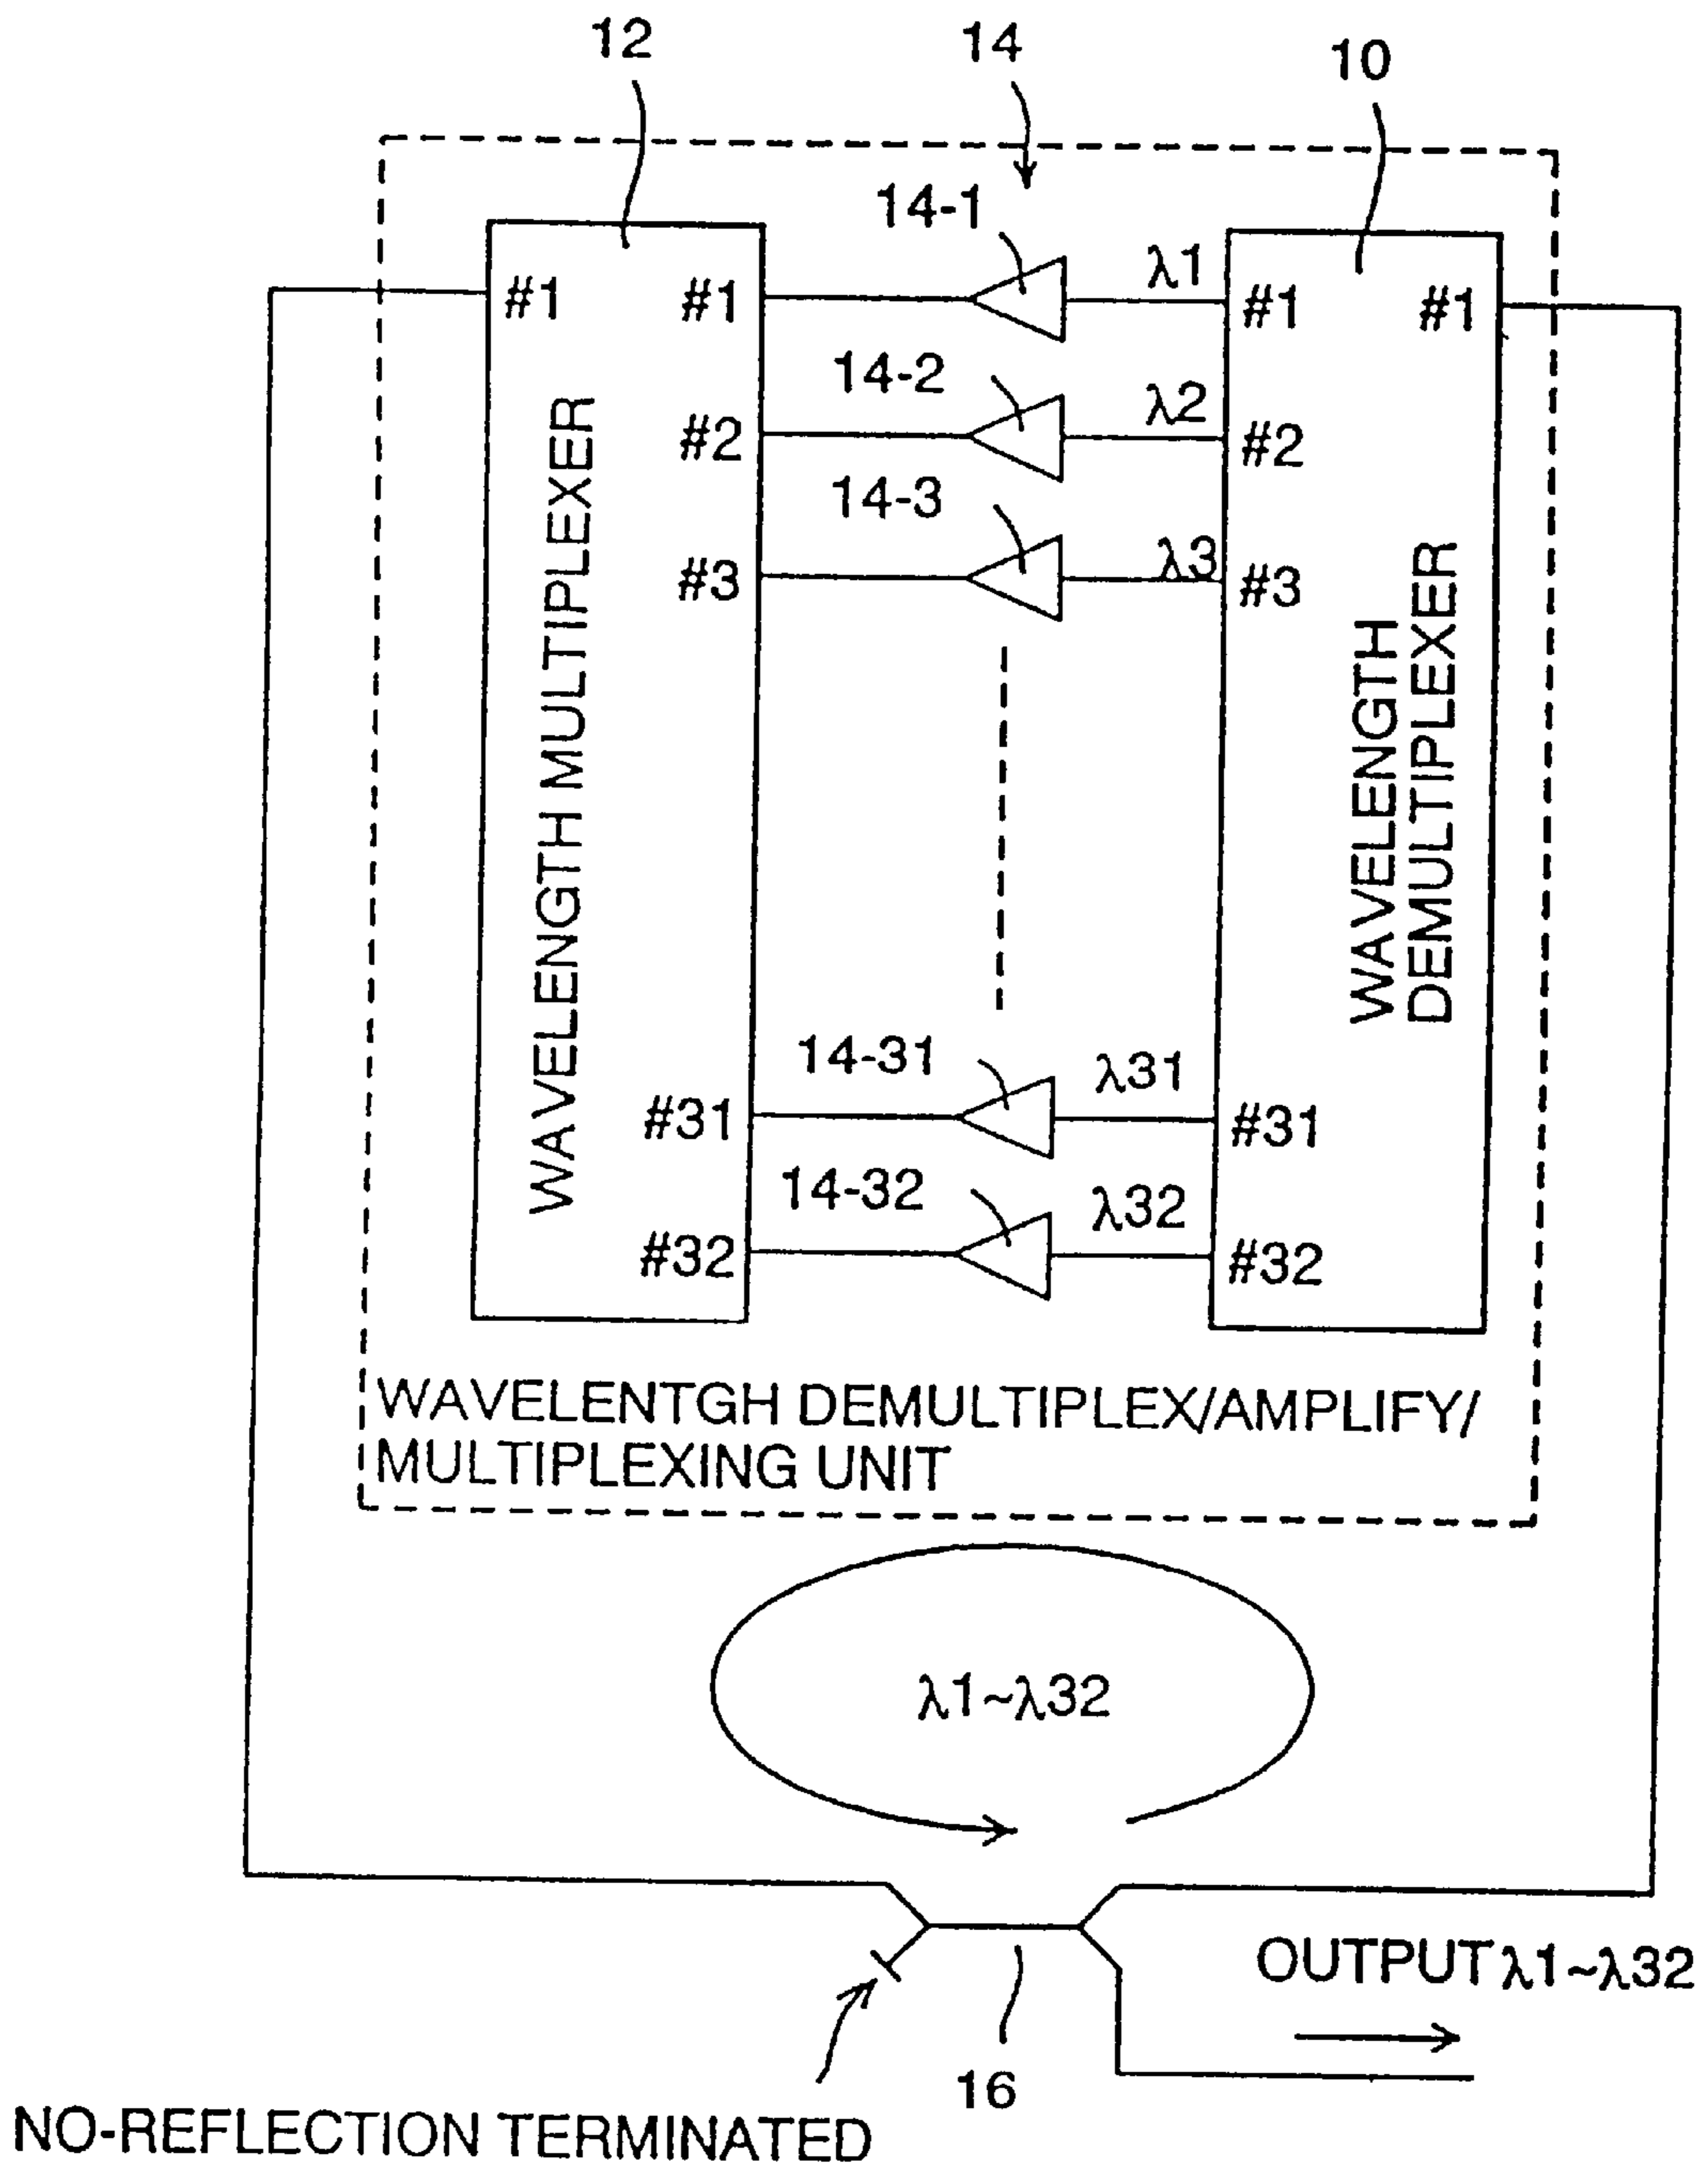 12
14
10
14-1
λ1
#1
#1
#1
#1
14-2
λ2
#2
#2
14-3
λ3
#3
#3
WAVELENGTH MULTIPLEXER
WAVELENGTH
DEMULTIPLEXER
14-31
λ31
#31
#31
14-32
λ32
#32
#32
WAVELENTGH DEMULTIPLEX/AMPLIFY/
MULTIPLEXING UNIT
λ1~λ32
OUTPUT λ1~λ32
16
NO-REFLECTION TERMINATED